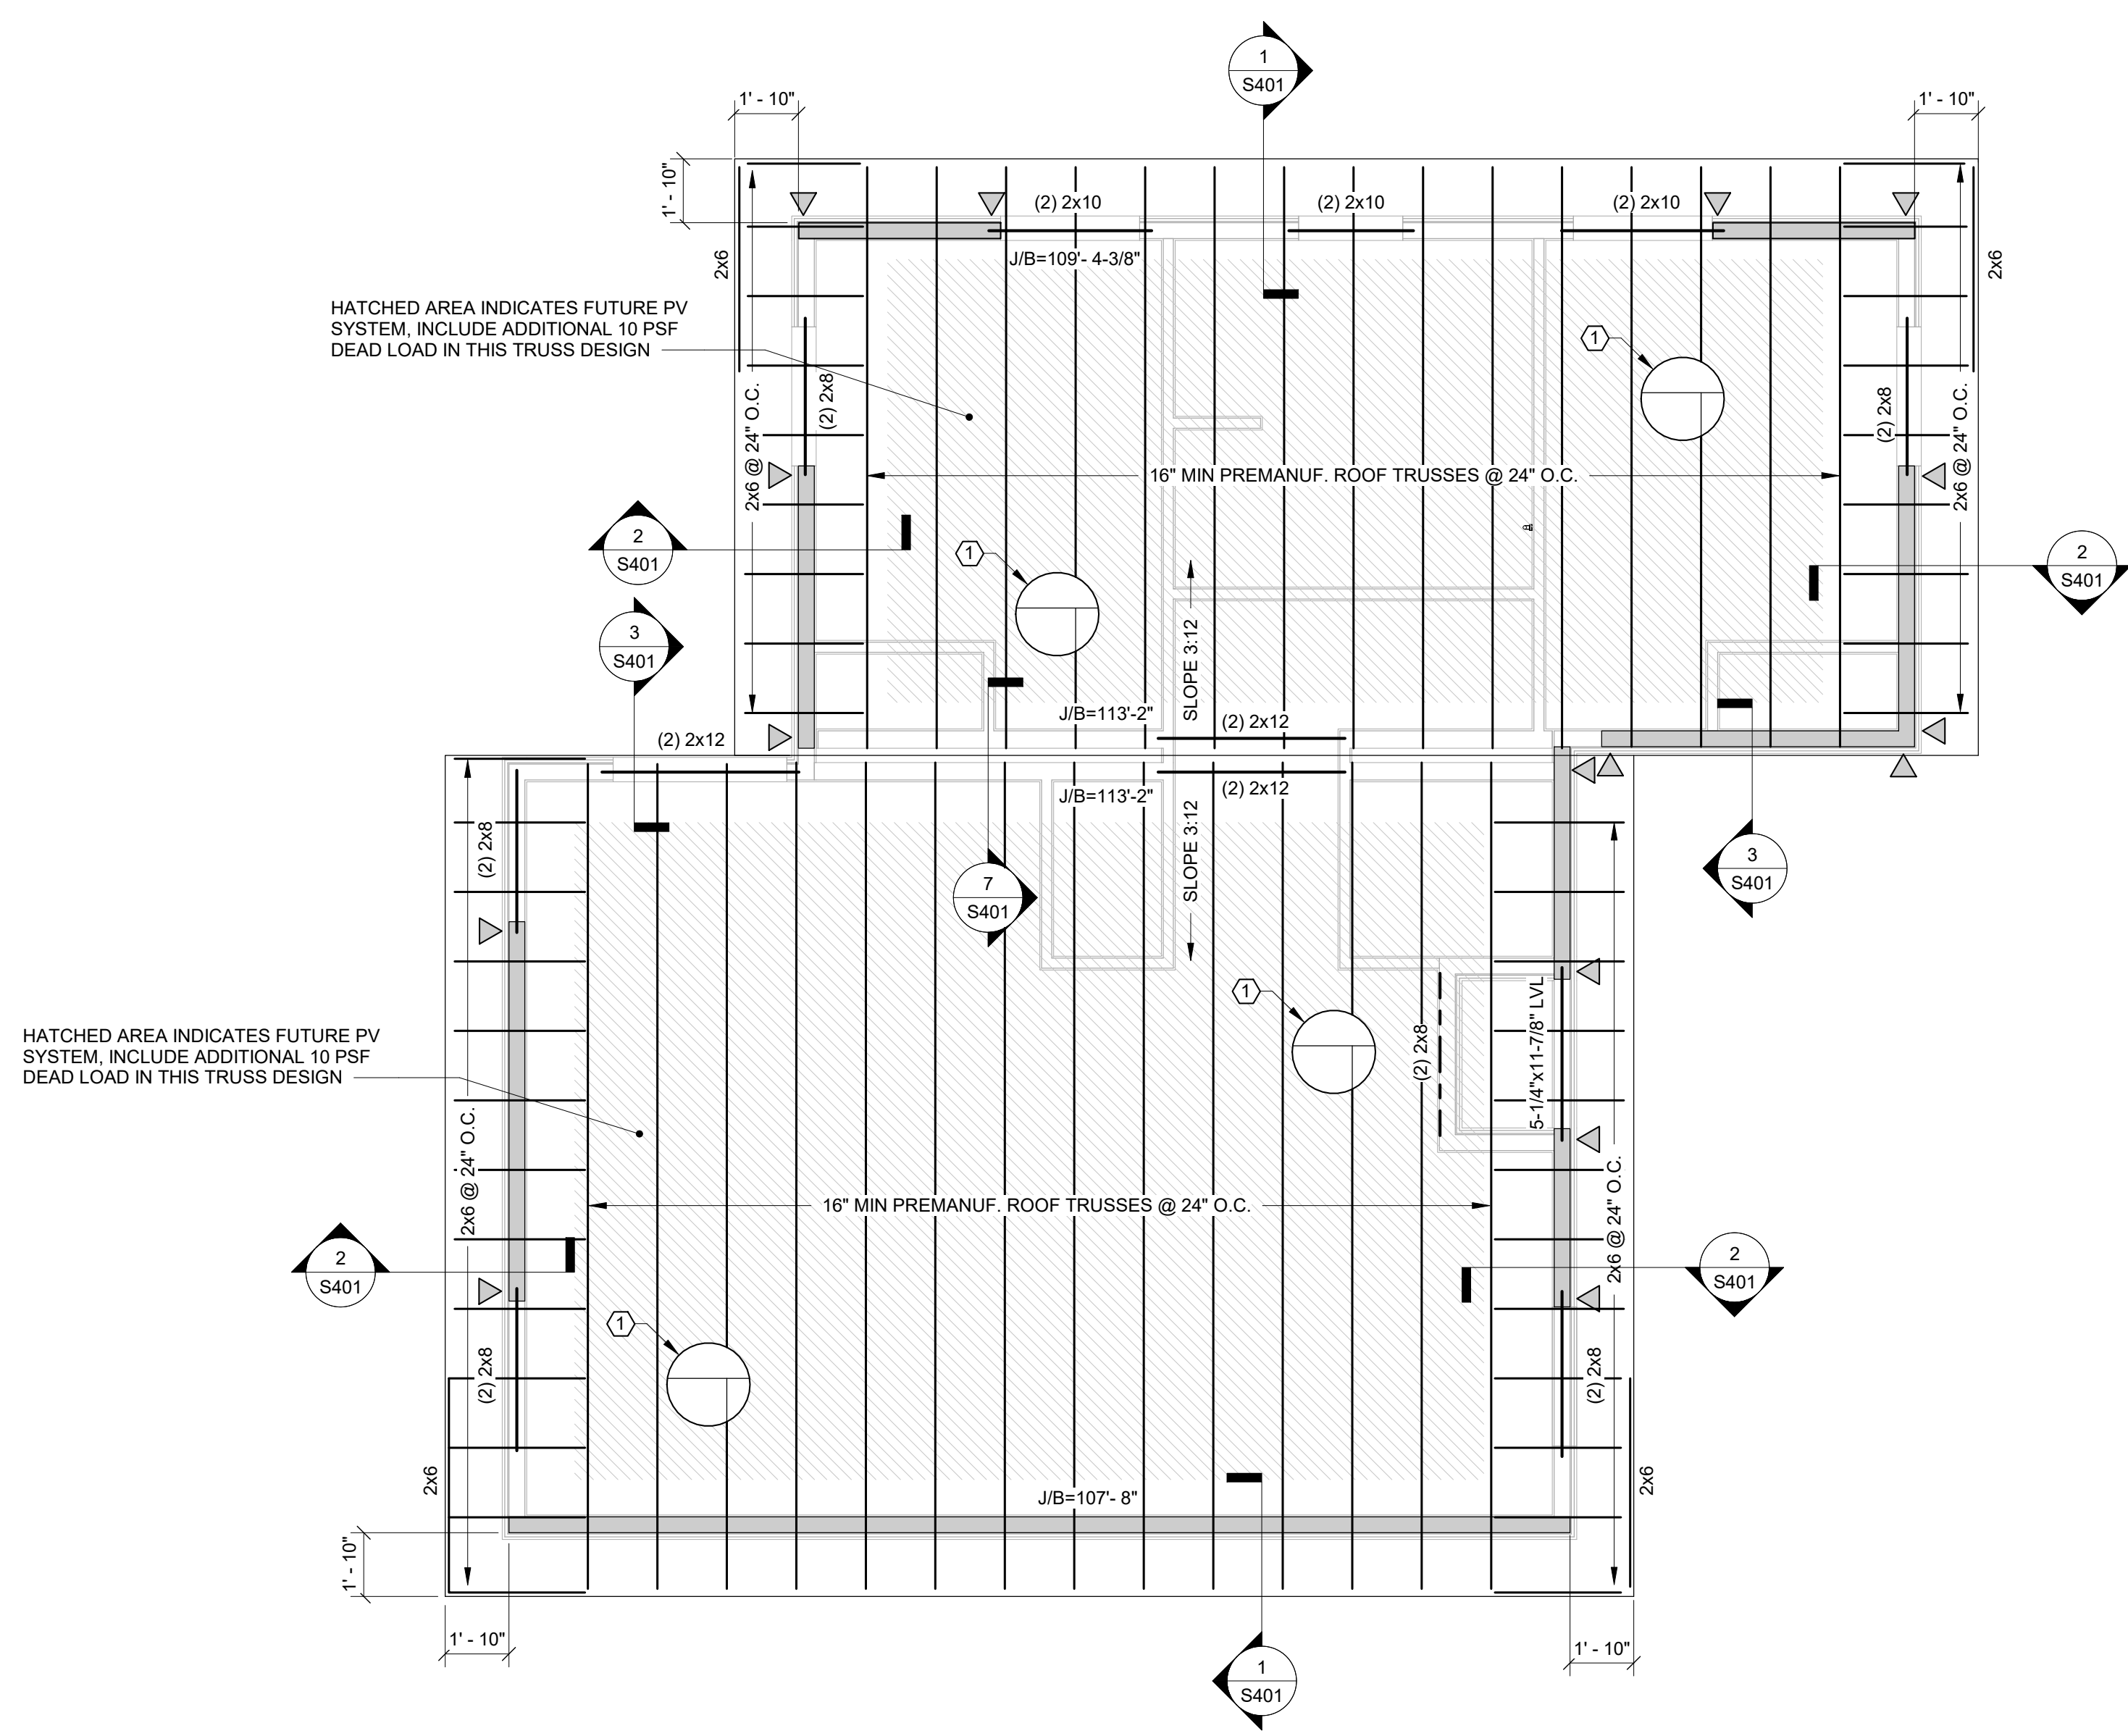 1
S401
1' - 10"
1' - 10"
1' - 10"
(2) 2x10
(2) 2x10
(2) 2x10
2x6
2x6
J/B=109'- 4-3/8"
HATCHED AREA INDICATES FUTURE PV
SYSTEM, INCLUDE ADDITIONAL 10 PSF
DEAD LOAD IN THIS TRUSS DESIGN
1
(2) 2x8
(2) 2x8
2x6 @ 24" O.C.
2x6 @ 24" O.C.
16" MIN PREMANUF. ROOF TRUSSES @ 24" O.C.
2
S401
1
2
S401
3
S401
SLOPE 3:12
J/B=113'-2"
(2) 2x12
(2) 2x12
J/B=113'-2"
(2) 2x12
SLOPE 3:12
(2) 2x8
7
S401
3
S401
1
(2) 2x8
5-1/4"x11-7/8" LVL
HATCHED AREA INDICATES FUTURE PV
SYSTEM, INCLUDE ADDITIONAL 10 PSF
DEAD LOAD IN THIS TRUSS DESIGN
2x6 @ 24" O.C.
16" MIN PREMANUF. ROOF TRUSSES @ 24" O.C.
2x6 @ 24" O.C.
2
S401
2
S401
1
(2) 2x8
(2) 2x8
2x6
2x6
J/B=107'- 8"
1' - 10"
1' - 10"
1' - 10"
1
S401